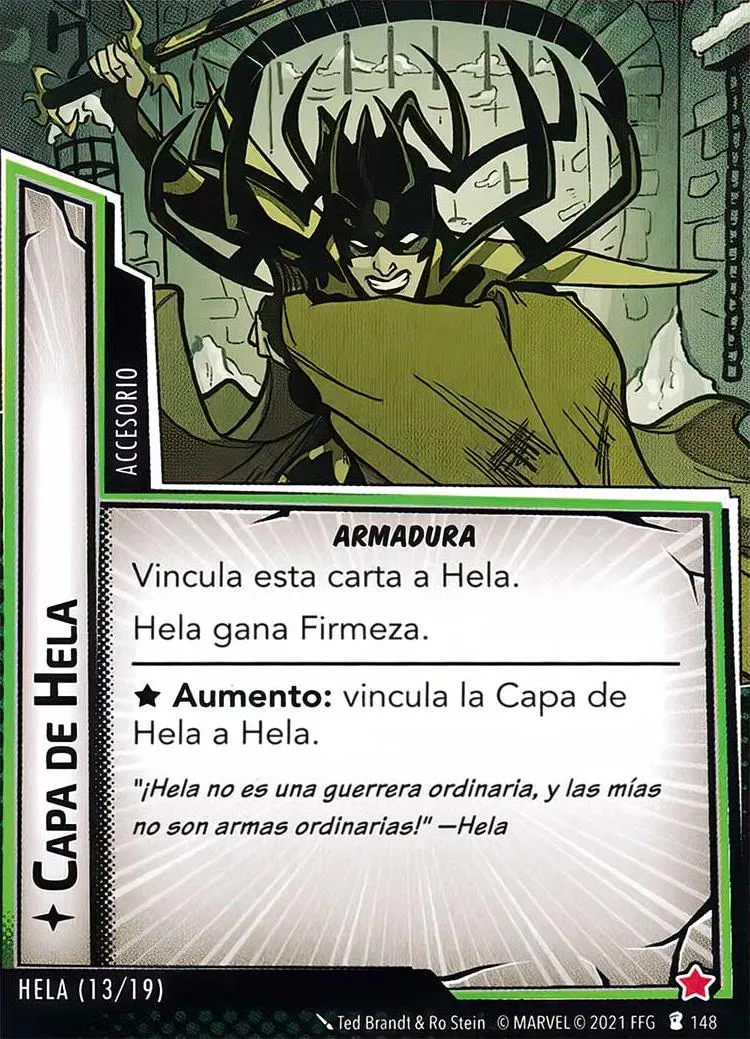 ACCESORIO
CAPA DE HELA
ARMADURA
Vincula esta carta a Hela.
Hela gana Firmeza.
★ Aumento: vincula la Capa de
Hela a Hela.
"¡Hela no es una guerrera ordinaria, y las mías
no son armas ordinarias!" —Hela
HELA (13/19)
Ted Brandt & Ro Stein © MARVEL © 2021 FFG 148